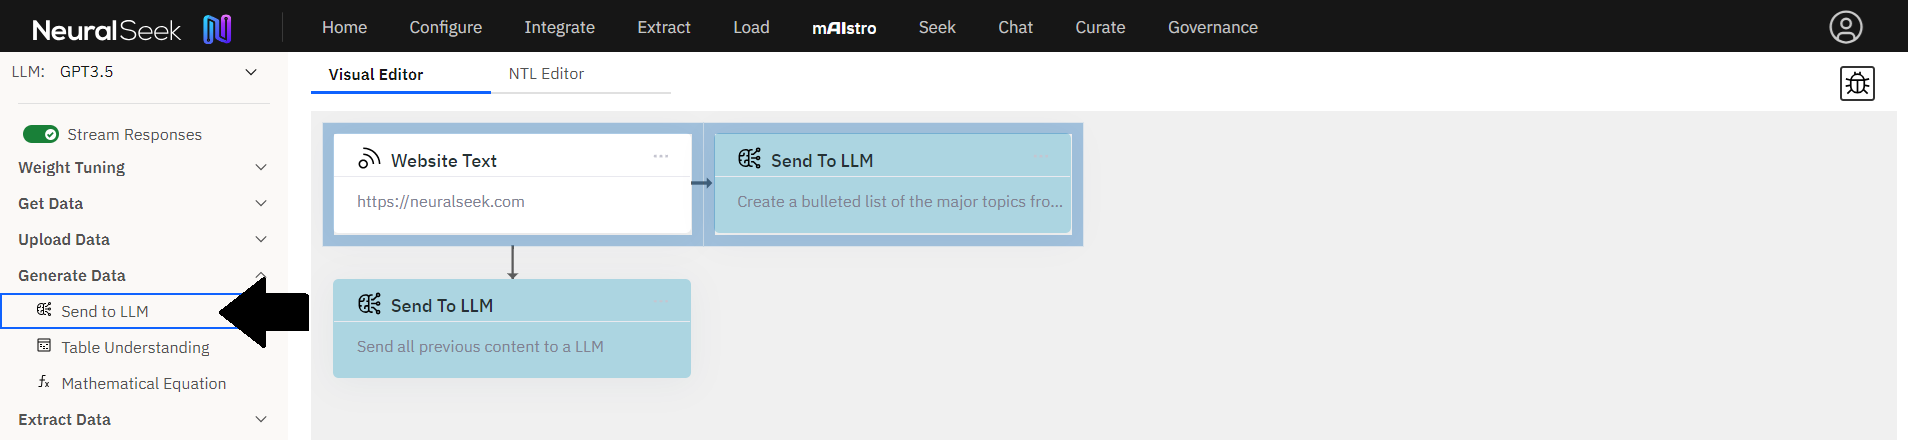 NeuralSeek Home Configure Integrate Extract Load mAIstro Seek Chat Curate Governance
LLM: GPT3.5
Visual Editor NTL Editor
Stream Responses
Weight Tuning
Get Data
Upload Data
Generate Data
Send to LLM
Table Understanding
fx Mathematical Equation
Extract Data
Website Text
https://neuralseek.com
Send To LLM
Create a bulleted list of the major topics fro...
Send To LLM
Send all previous content to a LLM